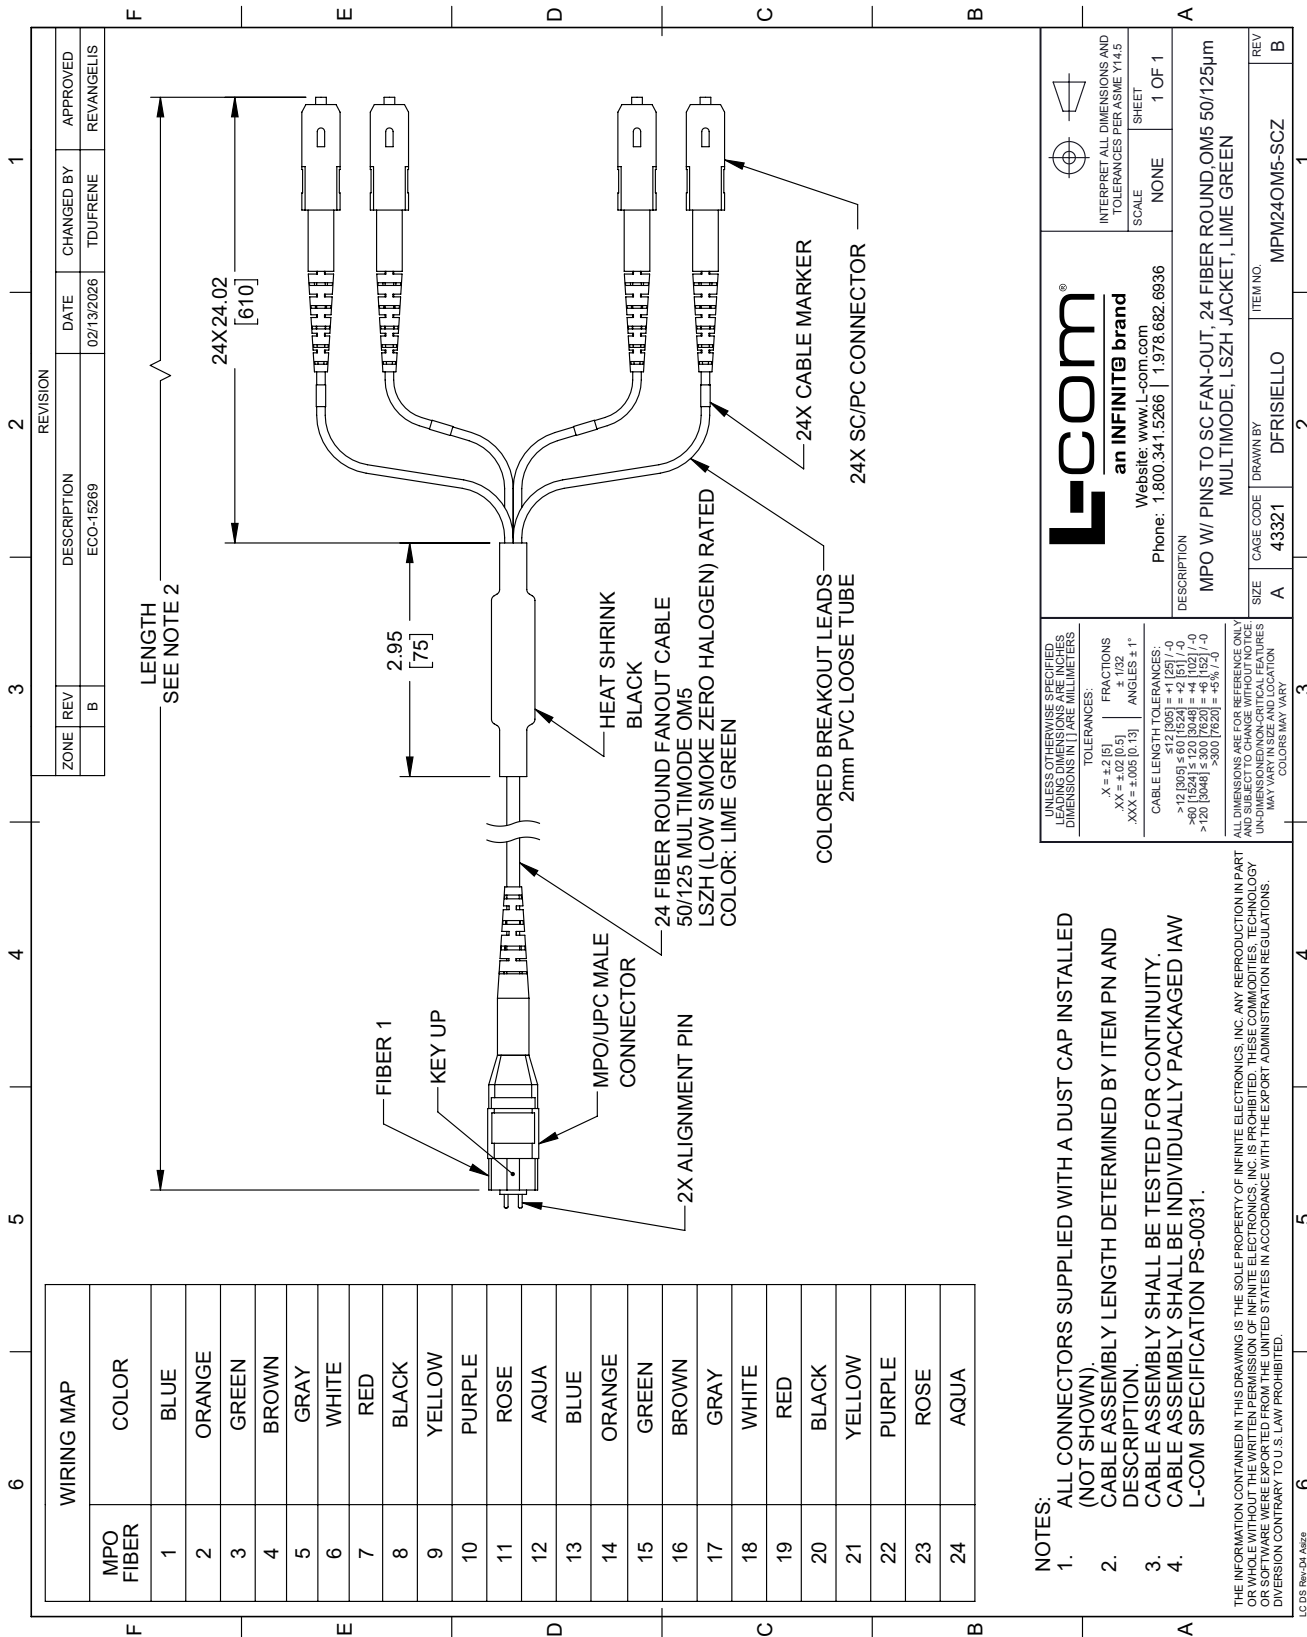 REVISION
ZONE REV DESCRIPTION DATE CHANGED BY APPROVED
B ECO-15269 02/13/2026 TDUFRENE REVANGELIS
6 5 4 3 2 1
F
E
D
C
B
A
WIRING MAP
MPO FIBER COLOR
1 BLUE
2 ORANGE
3 GREEN
4 BROWN
5 GRAY
6 WHITE
7 RED
8 BLACK
9 YELLOW
10 PURPLE
11 ROSE
12 AQUA
13 BLUE
14 ORANGE
15 GREEN
16 BROWN
17 GRAY
18 WHITE
19 RED
20 BLACK
21 YELLOW
22 PURPLE
23 ROSE
24 AQUA
LENGTH
SEE NOTE 2
24X24.02
[610]
2.95
[75]
FIBER 1
KEY UP
MPO/UPC MALE
CONNECTOR
2X ALIGNMENT PIN
24 FIBER ROUND FANOUT CABLE
50/125 MULTIMODE OM5
LSZH (LOW SMOKE ZERO HALOGEN) RATED
COLOR: LIME GREEN
HEAT SHRINK
BLACK
COLORED BREAKOUT LEADS
2mm PVC LOOSE TUBE
24X CABLE MARKER
24X SC/PC CONNECTOR
NOTES:
1. ALL CONNECTORS SUPPLIED WITH A DUST CAP INSTALLED
(NOT SHOWN).
2. CABLE ASSEMBLY LENGTH DETERMINED BY ITEM PN AND
DESCRIPTION.
3. CABLE ASSEMBLY SHALL BE TESTED FOR CONTINUITY.
4. CABLE ASSEMBLY SHALL BE INDIVIDUALLY PACKAGED IAW
L-COM SPECIFICATION PS-0031.
THE INFORMATION CONTAINED IN THIS DRAWING IS THE SOLE PROPERTY OF INFINITE ELECTRONICS, INC. ANY REPRODUCTION IN PART
OR WHOLE WITHOUT THE WRITTEN PERMISSION OF INFINITE ELECTRONICS, INC. IS PROHIBITED. THESE COMMODITIES, TECHNOLOGY
OR SOFTWARE WERE EXPORTED FROM THE UNITED STATES IN ACCORDANCE WITH THE EXPORT ADMINISTRATION REGULATIONS.
DIVERSION CONTRARY TO U.S. LAW PROHIBITED.
UNLESS OTHERWISE SPECIFIED
LEADING DIMENSIONS ARE INCHES
DIMENSIONS IN [ ] ARE MILLIMETERS
TOLERANCES:
.X = ±.2 [5] FRACTIONS
.XX = ±.02 [0.5] ± 1/32
.XXX = ±.005 [0.13] ANGLES ± 1°
CABLE LENGTH TOLERANCES:
≤12 [305] = +1 [25] / -0
>12 [305] ≤ 60 [1524] = +2 [51] / -0
>60 [1524] ≤ 120 [3048] = +4 [102] / -0
>120 [3048] ≤ 300 [7620] = +6 [152] / -0
>300 [7620] = +5% / -0
ALL DIMENSIONS ARE FOR REFERENCE ONLY
AND SUBJECT TO CHANGE WITHOUT NOTICE.
UN-DIMENSIONED/NON-CRITICAL FEATURES
MAY VARY IN SIZE AND LOCATION
COLORS MAY VARY
L-com®
an INFINITE brand
Website: www.L-com.com
Phone: 1.800.341.5266 | 1.978.682.6936
INTERPRET ALL DIMENSIONS AND
TOLERANCES PER ASME Y14.5
SCALE NONE
SHEET 1 OF 1
DESCRIPTION
MPO W/ PINS TO SC FAN-OUT, 24 FIBER ROUND,OM5 50/125µm
MULTIMODE, LSZH JACKET, LIME GREEN
SIZE A
CAGE CODE 43321
DRAWN BY DFRISIELLO
ITEM NO. MPM24OM5-SCZ
REV B
6 5 4 3 2 1
F
E
D
C
B
A
LC DS Rev-D4 Asize